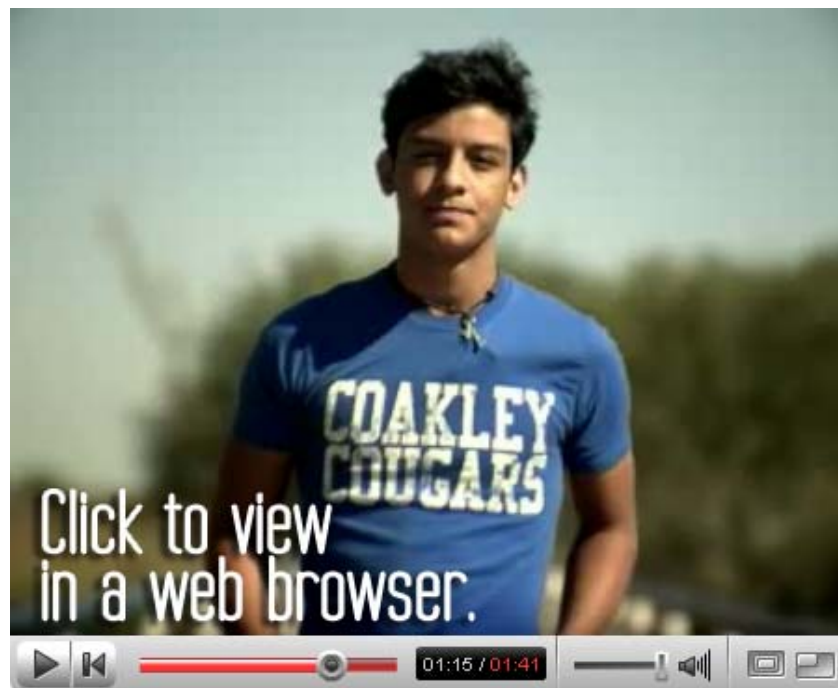 COAKLEY
COUGARS
Click to view
in a web browser.
01:15 / 01:41